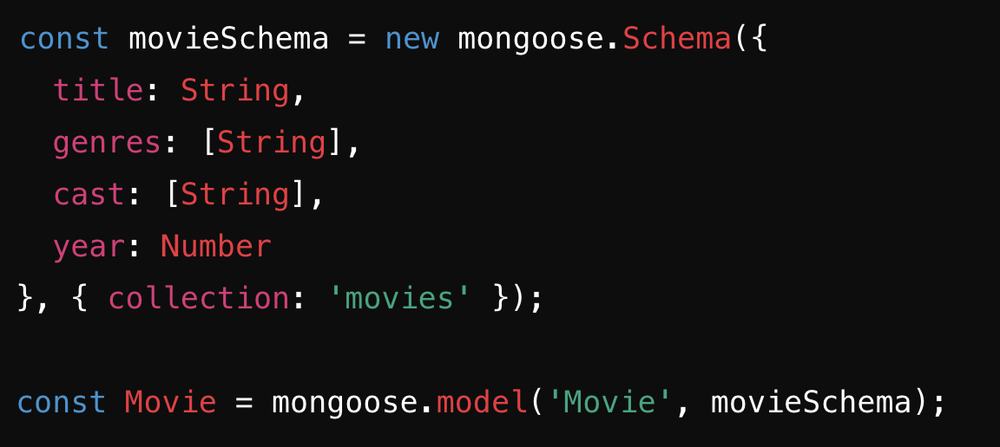 const movieSchema = new mongoose.Schema({
  title: String,
  genres: [String],
  cast: [String],
  year: Number
}, { collection: 'movies' });

const Movie = mongoose.model('Movie', movieSchema);